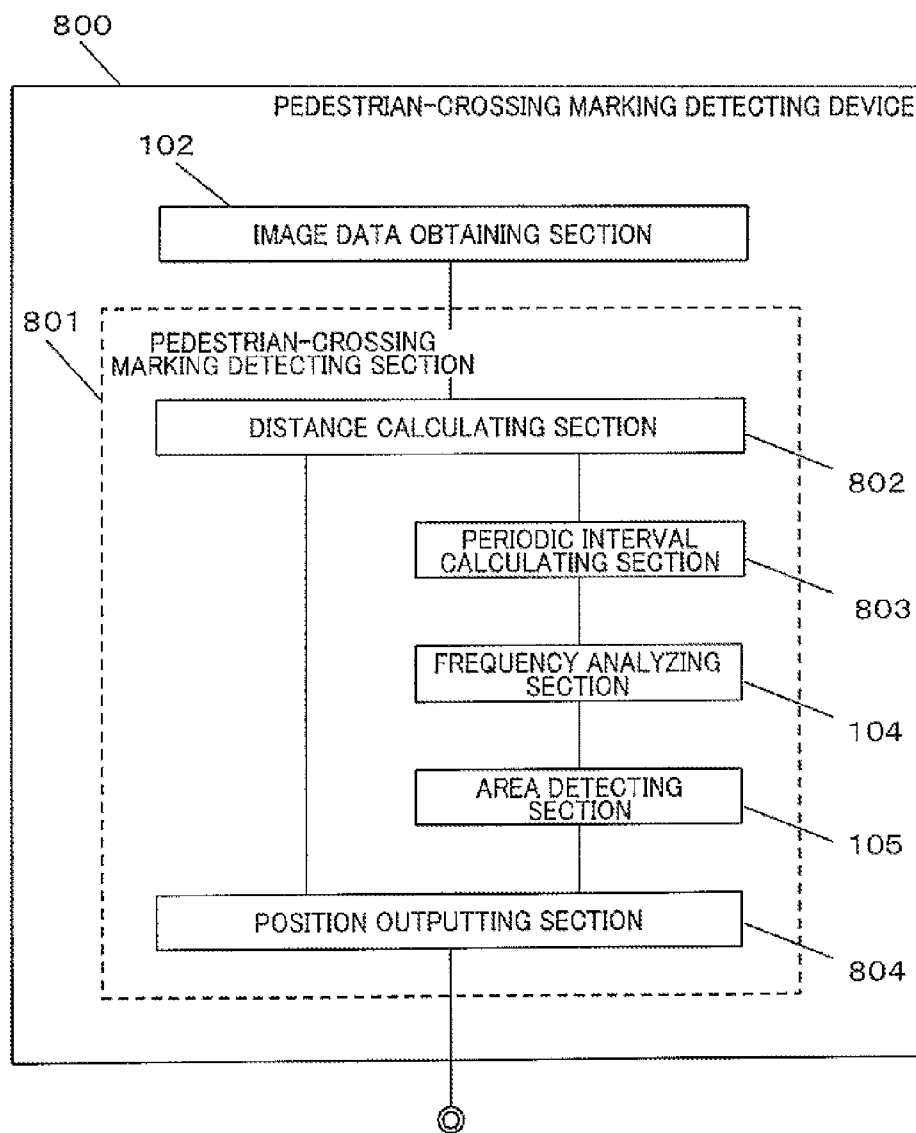 800
PEDESTRIAN-CROSSING MARKING DETECTING DEVICE
102
IMAGE DATA OBTAINING SECTION
801
PEDESTRIAN-CROSSING
MARKING DETECTING SECTION
DISTANCE CALCULATING SECTION
802
PERIODIC INTERVAL
CALCULATING SECTION
803
FREQUENCY ANALYZING
SECTION
104
AREA DETECTING
SECTION
105
POSITION OUTPUTTING SECTION
804